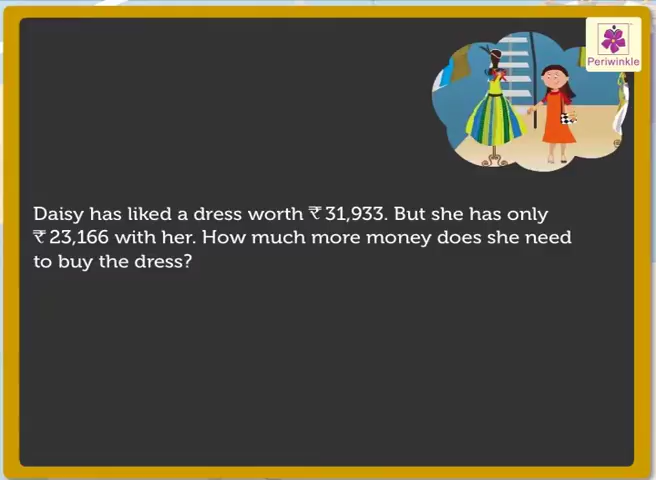 Periwinkle
Daisy has liked a dress worth ₹ 31,933. But she has only
₹ 23,166 with her. How much more money does she need
to buy the dress?